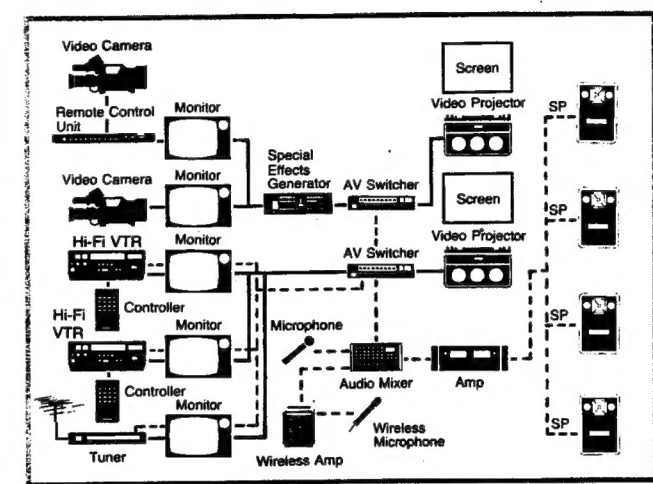 Video Camera
Remote Control
Unit
Monitor
Special
Effects
Generator
AV Switcher
Screen
Video Projector
SP
Video Camera
Monitor
Screen
Video Projector
SP
Hi-Fi VTR
Monitor
AV Switcher
Controller
Hi-Fi
VTR
Monitor
Microphone
Audio Mixer
Amp
SP
Controller
Monitor
Tuner
Wireless Amp
Wireless
Microphone
SP